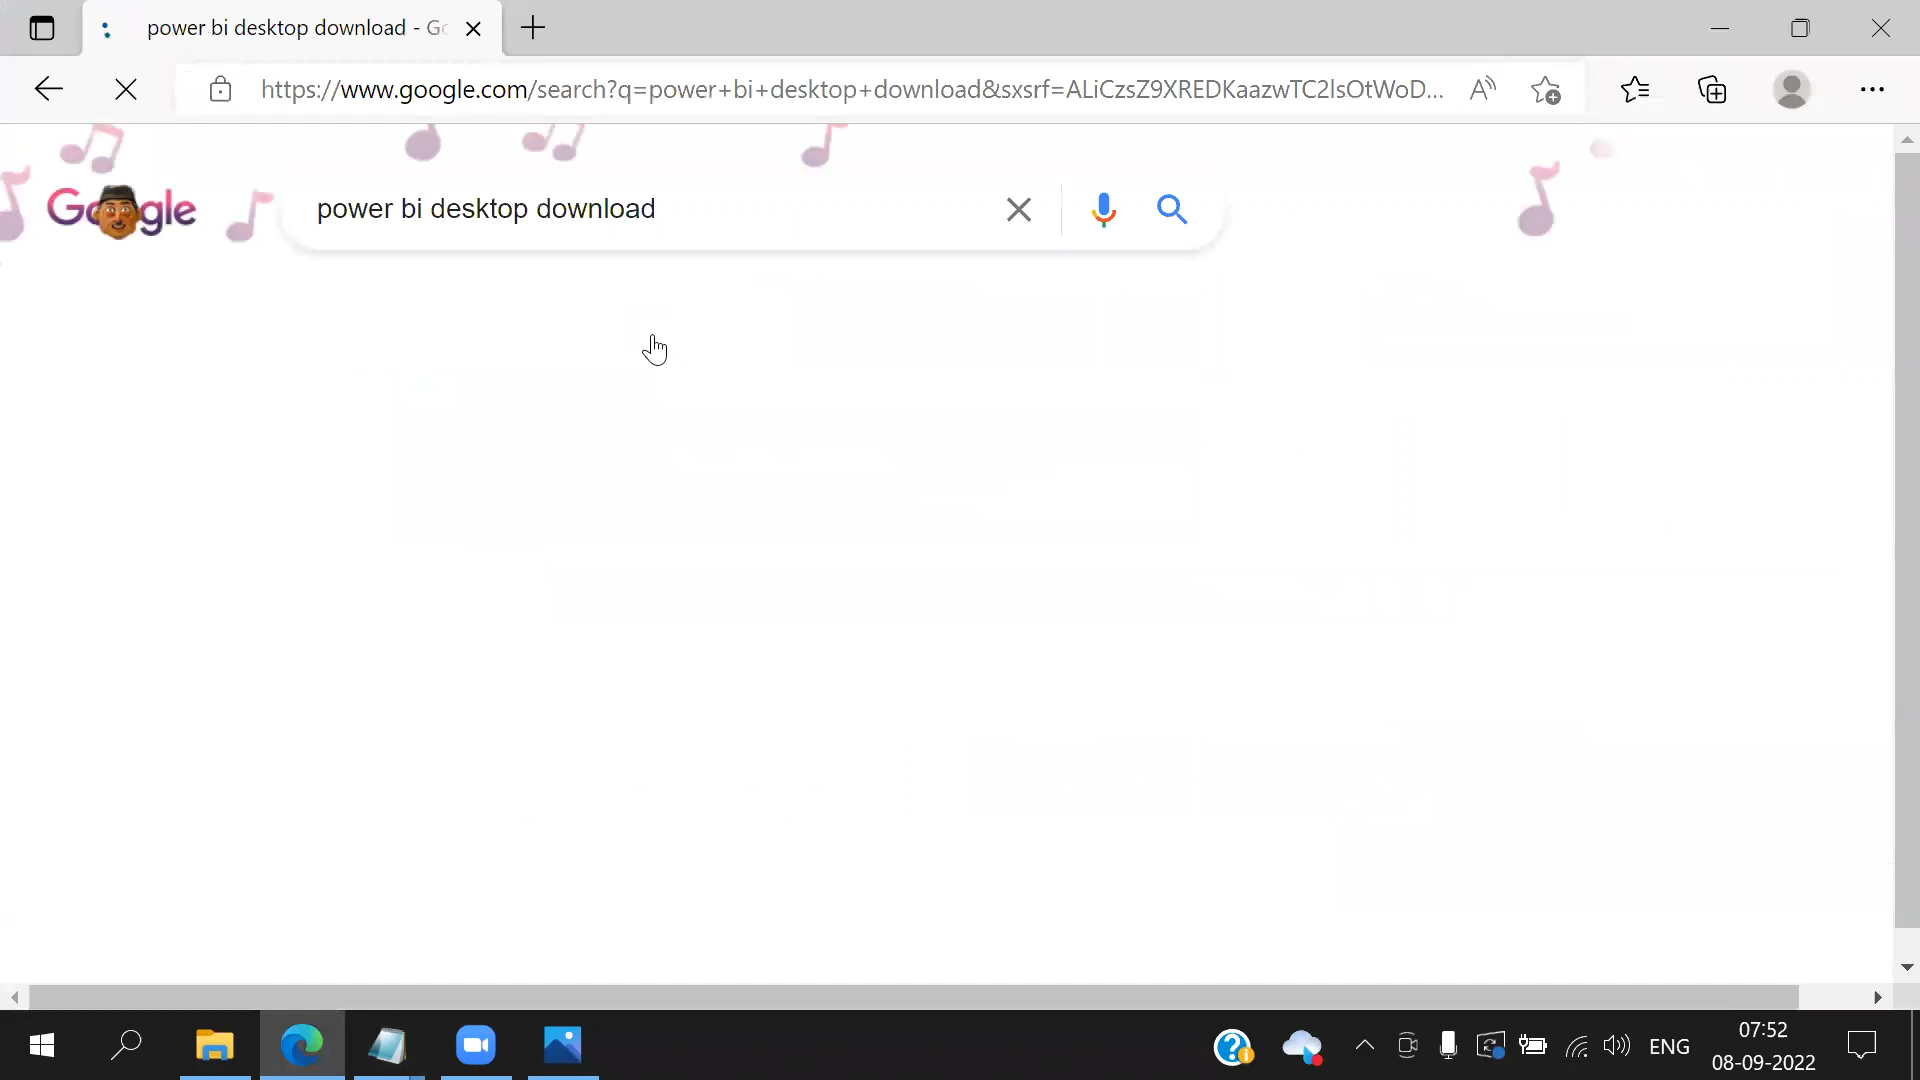 power bi desktop download - Go
https://www.google.com/search?q=power+bi+desktop+download&sxsrf=ALiCzsZ9XREDKaazwTC2lsOtWoD...
Google
power bi desktop download
ENG
07:52
08-09-2022